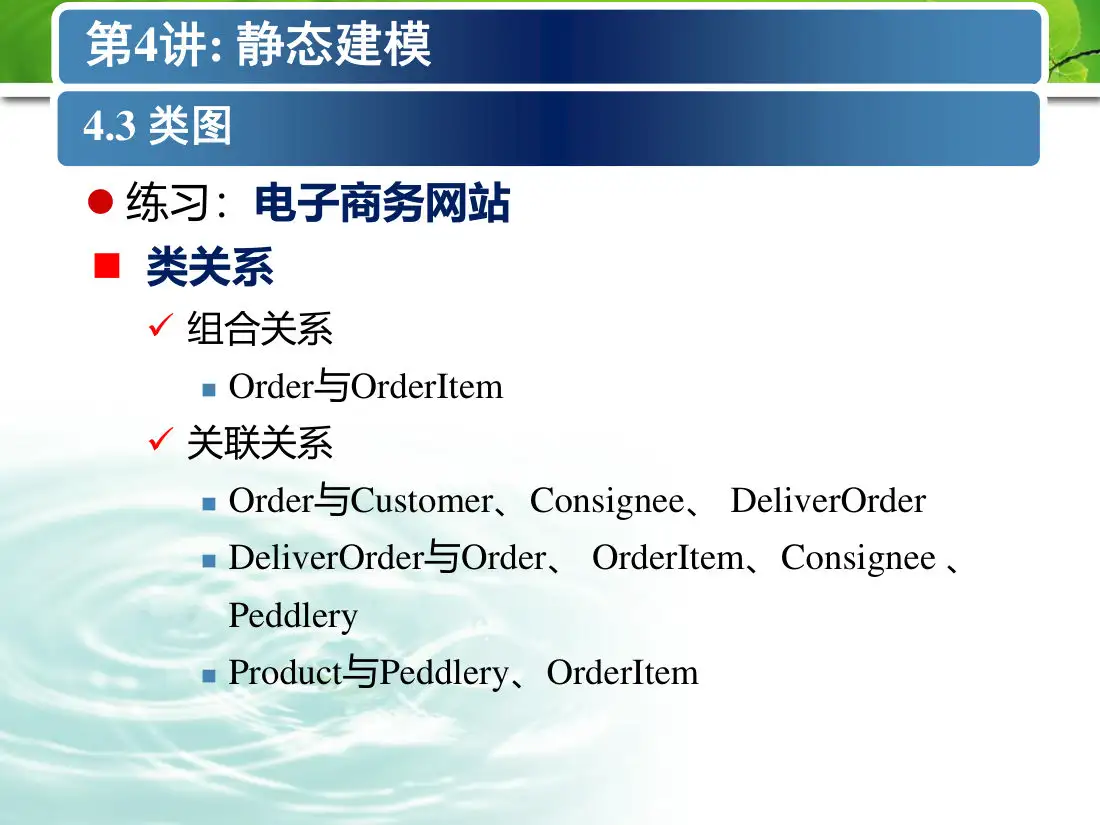 第4讲: 静态建模
4.3 类图
练习：电子商务网站
类关系
组合关系
Order与OrderItem
关联关系
Order与Customer、Consignee、 DeliverOrder
DeliverOrder与Order、 OrderItem、Consignee 、
Peddlery
Product与Peddlery、OrderItem